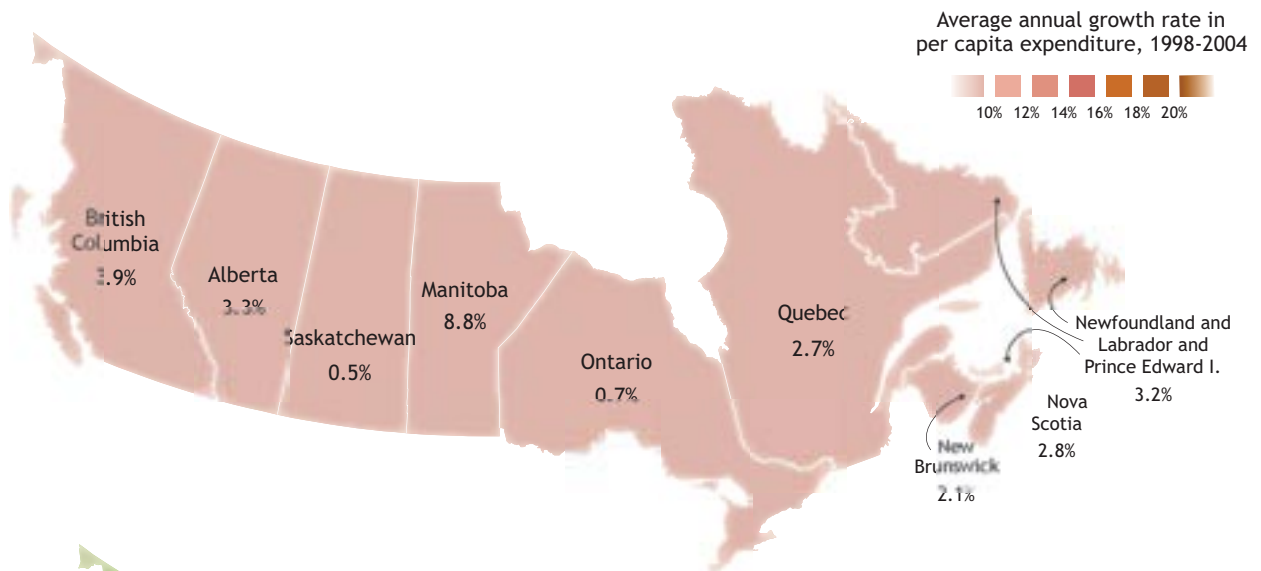 Average annual growth rate in
per capita expenditure, 1998-2004
10% 12% 14% 16% 18% 20%
British
Columbia
.9%
Alberta
3.3%
Saskatchewan
0.5%
Manitoba
8.8%
Ontario
0.7%
Quebec
2.7%
Newfoundland and
Labrador and
Prince Edward I.
3.2%
Nova
Scotia
2.8%
New
Brunswick
2.1%